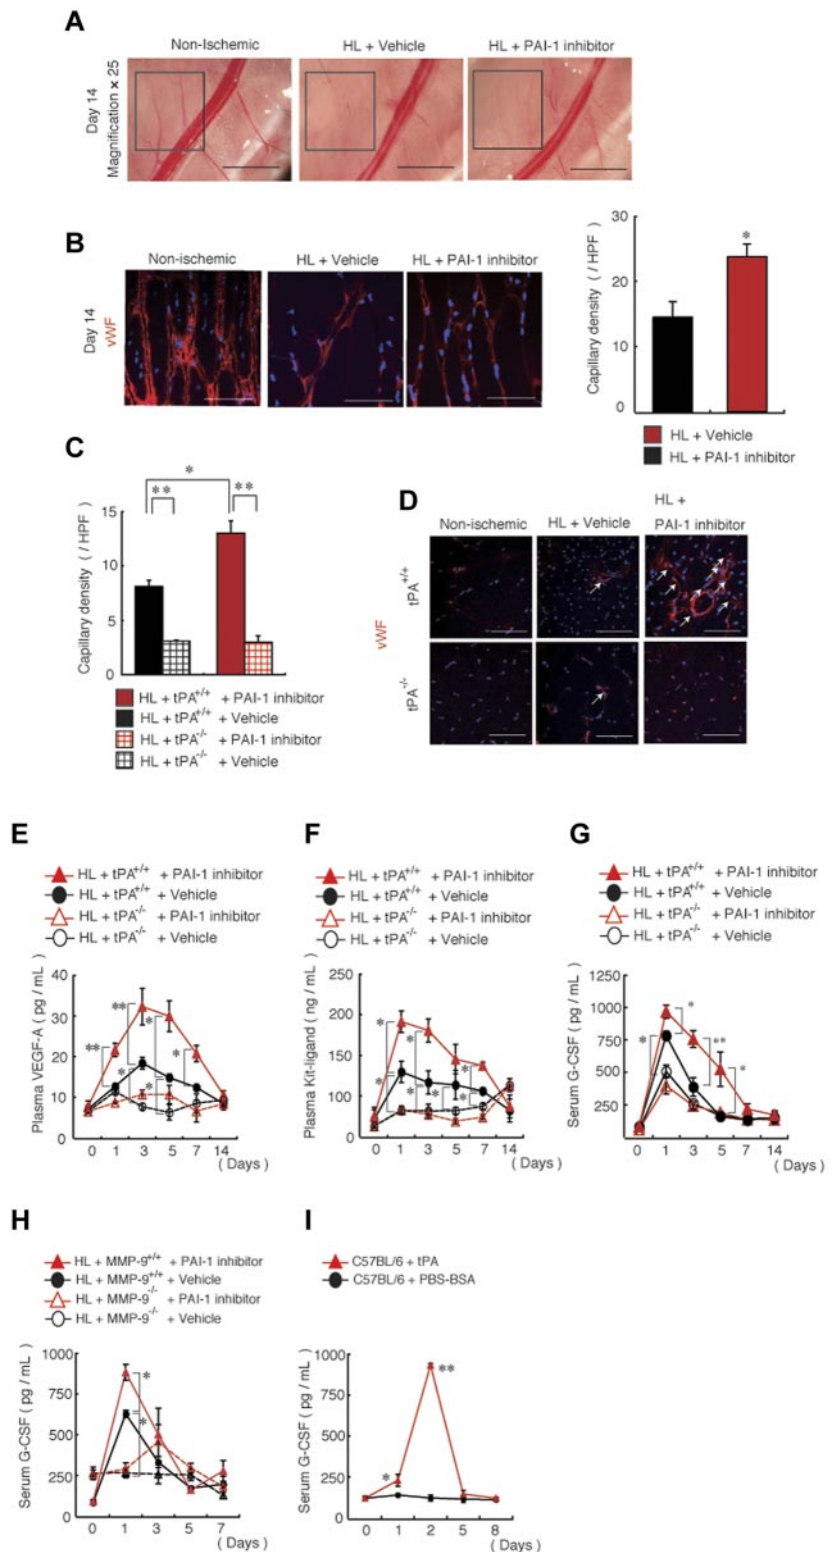 A
Non-Ischemic
HL + Vehicle
HL + PAI-1 inhibitor
Day 14
Magnification × 25
B
Non-ischemic
HL + Vehicle
HL + PAI-1 inhibitor
Day 14
vWF
Capillary density ( / HPF )
30
20
10
0
*
HL + Vehicle
HL + PAI-1 inhibitor
C
*
** **
Capillary density ( / HPF )
15
10
5
0
HL + tPA+/+ + PAI-1 inhibitor
HL + tPA+/+ + Vehicle
HL + tPA-/- + PAI-1 inhibitor
HL + tPA-/- + Vehicle
D
Non-ischemic
HL + Vehicle
HL +
PAI-1 inhibitor
vWF
tPA+/+
tPA-/-
E
HL + tPA+/+ + PAI-1 inhibitor
HL + tPA+/+ + Vehicle
HL + tPA-/- + PAI-1 inhibitor
HL + tPA-/- + Vehicle
Plasma VEGF-A ( pg / mL )
40
30
20
10
0
** ** * * * *
0 1 3 5 7 14
( Days )
F
HL + tPA+/+ + PAI-1 inhibitor
HL + tPA+/+ + Vehicle
HL + tPA-/- + PAI-1 inhibitor
HL + tPA-/- + Vehicle
Plasma Kit-ligand ( ng / mL )
250
200
150
100
0
* * * * * * *
0 1 3 5 7 14
( Days )
G
HL + tPA+/+ + PAI-1 inhibitor
HL + tPA+/+ + Vehicle
HL + tPA-/- + PAI-1 inhibitor
HL + tPA-/- + Vehicle
Serum G-CSF ( pg / mL )
1250
1000
750
500
250
* * ** *
0 1 3 5 7 14
( Days )
H
HL + MMP-9+/+ + PAI-1 inhibitor
HL + MMP-9+/+ + Vehicle
HL + MMP-9-/- + PAI-1 inhibitor
HL + MMP-9-/- + Vehicle
Serum G-CSF ( pg / mL )
1000
750
500
250
0
* *
0 1 3 5 7
( Days )
I
C57BL/6 + tPA
C57BL/6 + PBS-BSA
Serum G-CSF ( pg / mL )
1000
750
500
250
0
* **
0 1 2 5 8
( Days )